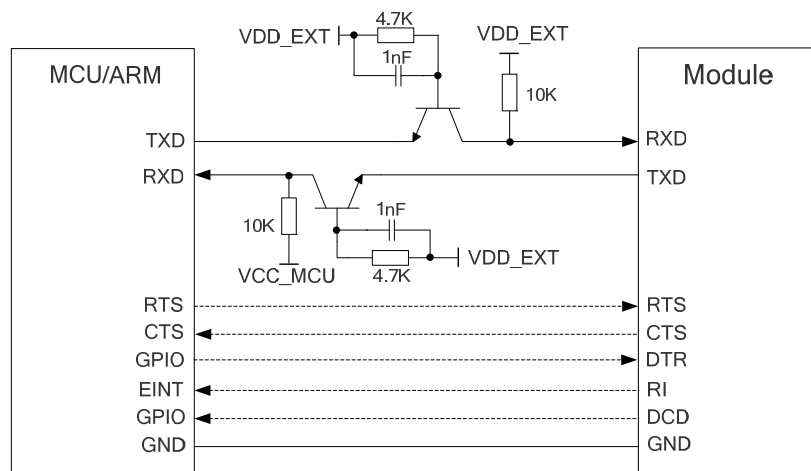 4.7K
VDD_EXT
VDD_EXT
1nF
MCU/ARM
Module
10K
TXD
RXD
RXD
TXD
1nF
10K
VDD_EXT
4.7K
VCC_MCU
RTS
RTS
CTS
CTS
GPIO
DTR
EINT
RI
GPIO
DCD
GND
GND